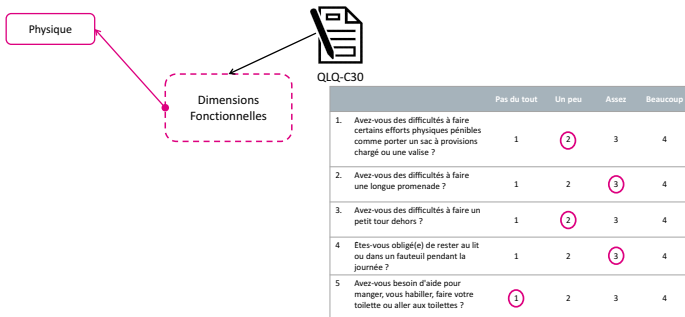 Physique
QLQ-C30
Dimensions
Fonctionnelles
Pas du tout Un peu Assez Beaucoup
1. Avez-vous des difficultés à faire
certains efforts physiques pénibles
comme porter un sac à provisions
chargé ou une valise ?
1 2 3 4
2. Avez-vous des difficultés à faire
une longue promenade ?
1 2 3 4
3. Avez-vous des difficultés à faire un
petit tour dehors ?
1 2 3 4
4 Êtes-vous obligé(e) de rester au lit
ou dans un fauteuil pendant la
journée ?
1 2 3 4
5 Avez-vous besoin d'aide pour
manger, vous habiller, faire votre
toilette ou aller aux toilettes ?
1 2 3 4